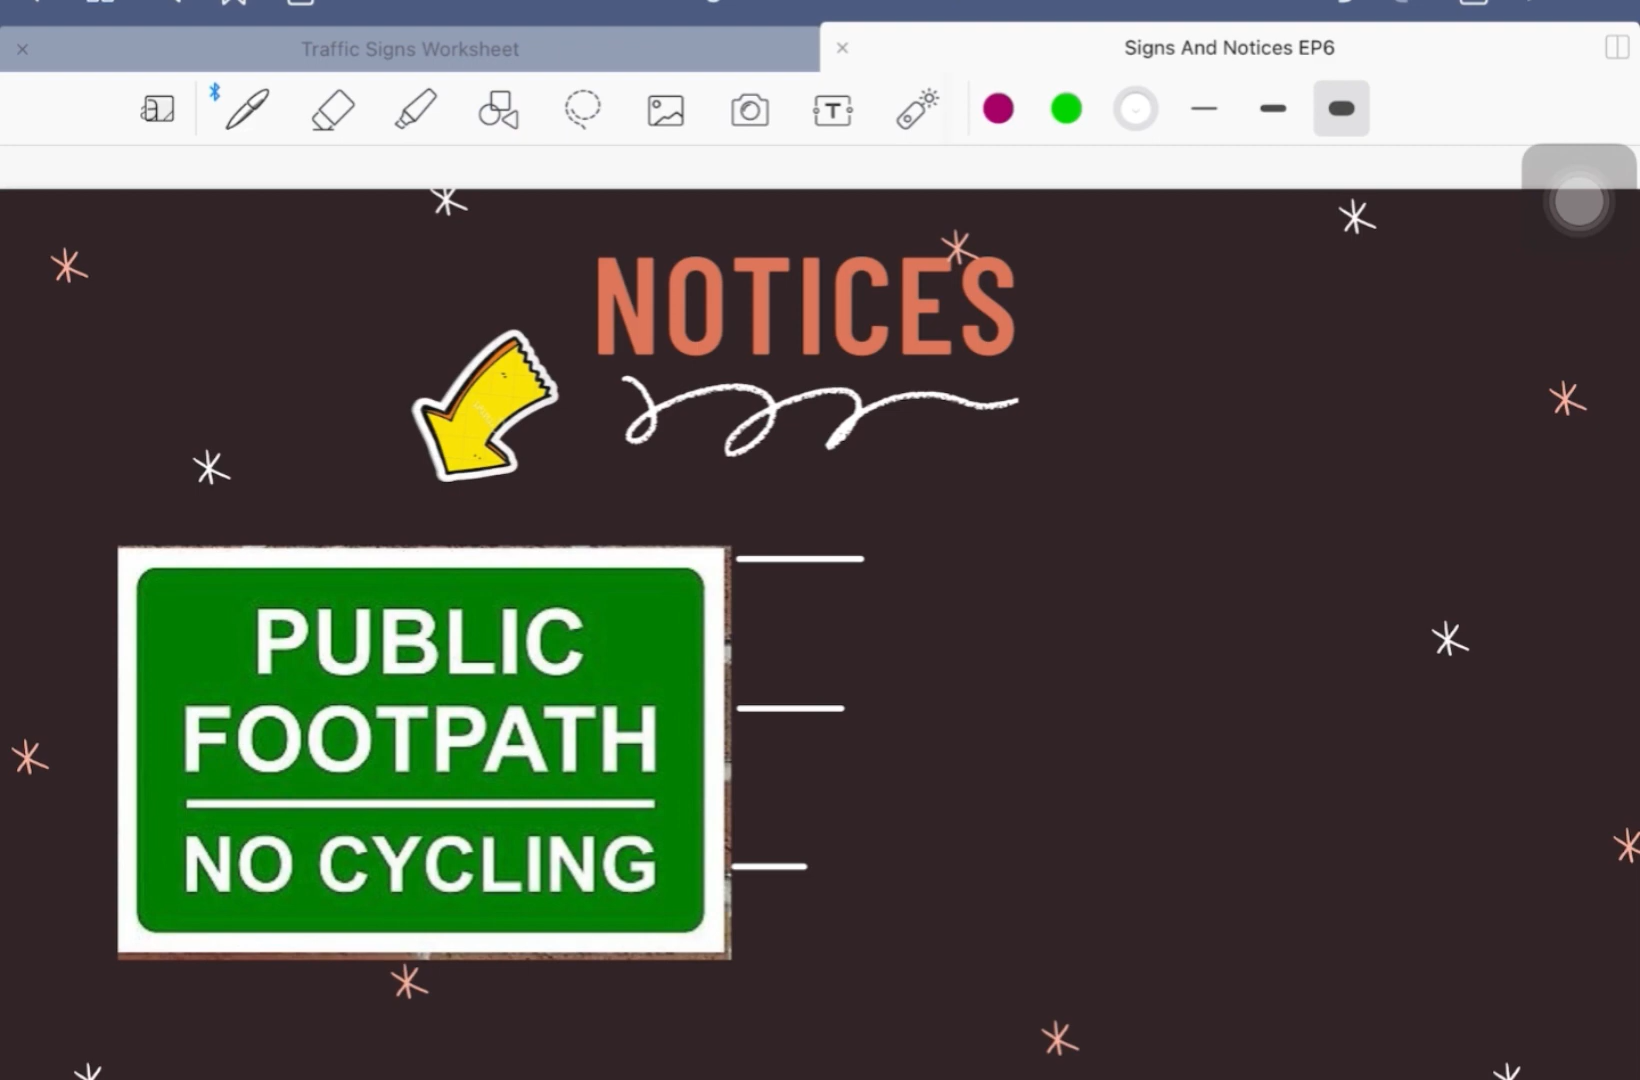 Traffic Signs Worksheet
Signs And Notices EP6
NOTICES
PUBLIC
FOOTPATH
NO CYCLING